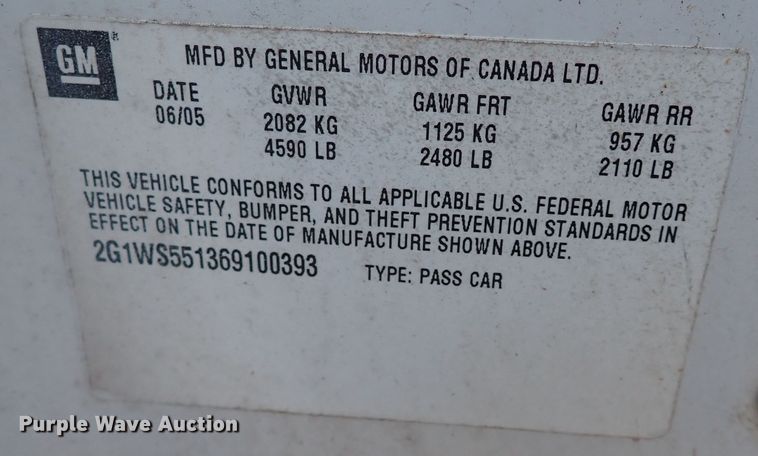 GM
MFD BY GENERAL MOTORS OF CANADA LTD.
DATE GVWR GAWR FRT GAWR RR
06/05 2082 KG 1125 KG 957 KG
4590 LB 2480 LB 2110 LB
THIS VEHICLE CONFORMS TO ALL APPLICABLE U.S. FEDERAL MOTOR
VEHICLE SAFETY, BUMPER, AND THEFT PREVENTION STANDARDS IN
EFFECT ON THE DATE OF MANUFACTURE SHOWN ABOVE.
2G1WS551369100393 TYPE: PASS CAR
Purple Wave Auction